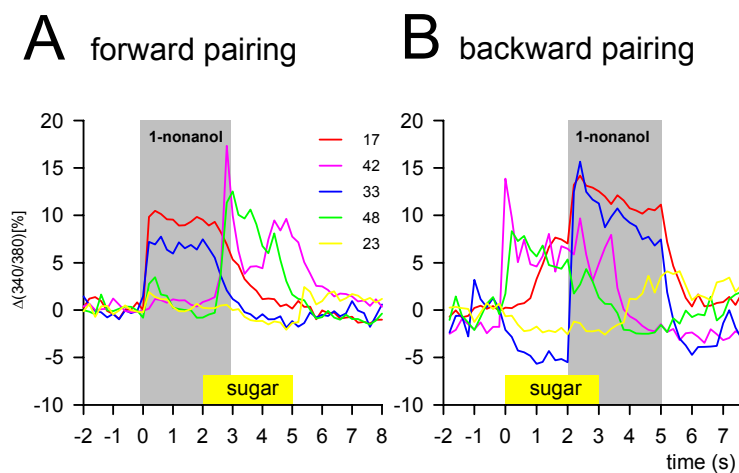 A forward pairing
B backward pairing
Δ(340/380)[%]
20
15
10
5
0
-5
-10
1-nonanol
17
42
33
48
23
sugar
-2 -1 0 1 2 3 4 5 6 7 8
20
15
10
5
0
-5
-10
1-nonanol
sugar
-2 -1 0 1 2 3 4 5 6 7
time (s)